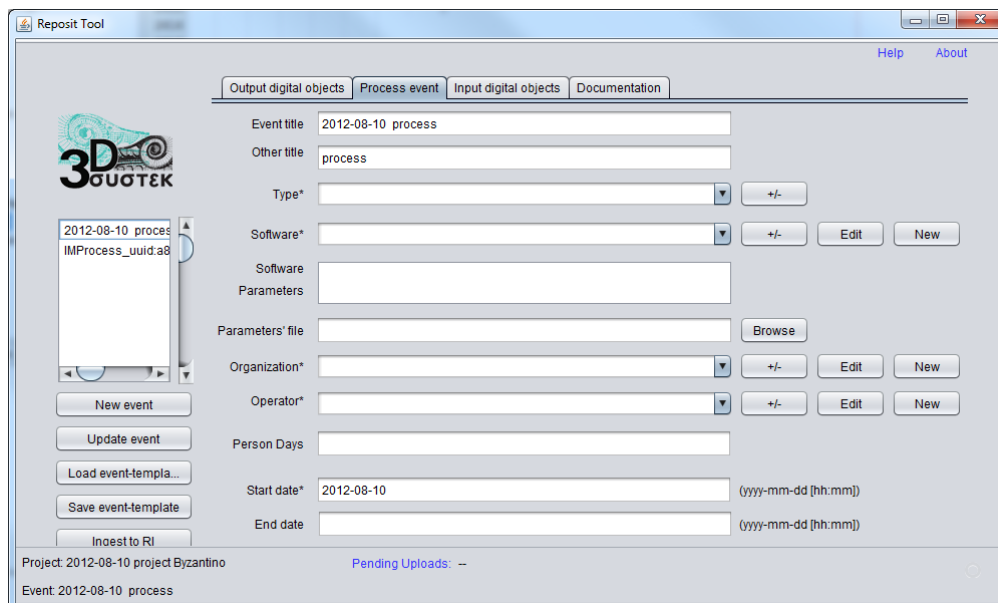 Reposit Tool
Help About
Output digital objects Process event Input digital objects Documentation
Event title 2012-08-10 process
Other title process
3D
σuσTεK
Type* +/-
2012-08-10 proces
IMProcess_uuid:a8
Software* +/- Edit New
Software
Parameters
Parameters' file Browse
Organization* +/- Edit New
Operator* +/- Edit New
New event
Update event
Person Days
Load event-templa...
Start date* 2012-08-10 (yyyy-mm-dd [hh:mm])
Save event-template
End date (yyyy-mm-dd [hh:mm])
Ingest to RI
Project: 2012-08-10 project Byzantino Pending Uploads: --
Event: 2012-08-10 process